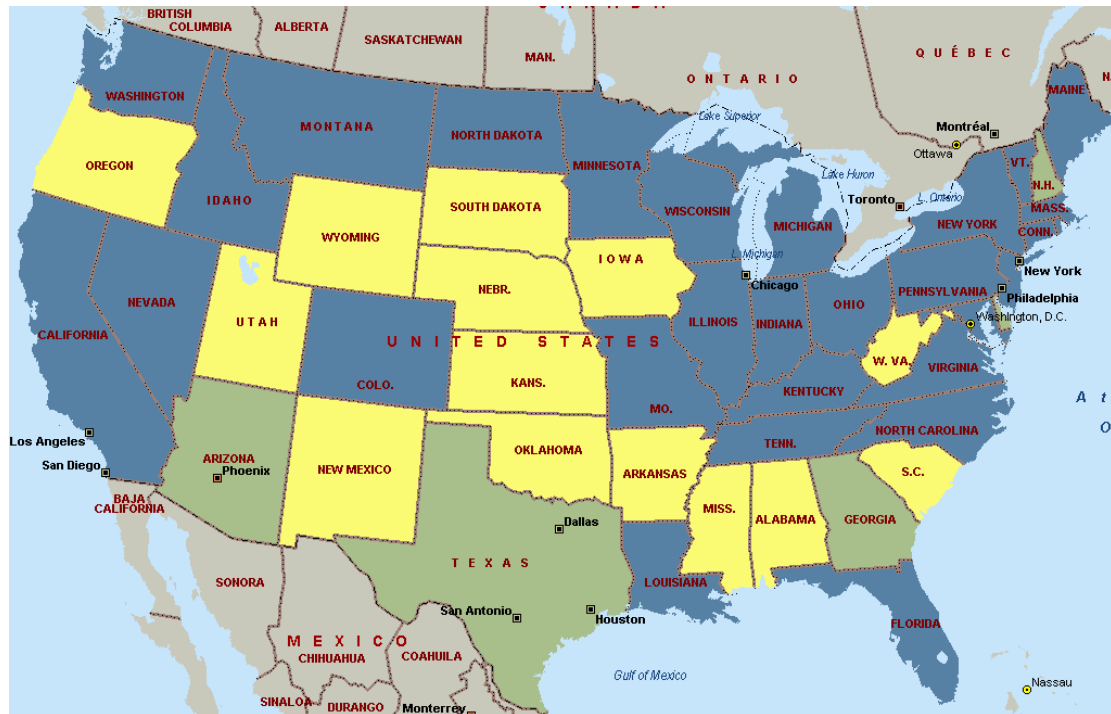 C A N A D A
BRITISH
COLUMBIA
ALBERTA
SASKATCHEWAN
MAN.
ONTARIO
QUÉBEC
WASHINGTON
MONTANA
NORTH DAKOTA
MINNESOTA
Lake Superior
Montréal
Ottawa
MAINE
OREGON
IDAHO
WYOMING
SOUTH DAKOTA
WISCONSIN
MICHIGAN
Lake Huron
Toronto
L. Ontario
NEW YORK
VT.
N.H.
MASS.
CONN.
IOWA
L. Michigan
Chicago
New York
PENNSYLVANIA
Philadelphia
Washington, D.C.
NEVADA
UTAH
NEBR.
ILLINOIS
INDIANA
OHIO
CALIFORNIA
UNITED STATES
COLO.
KANS.
MO.
KENTUCKY
W. VA.
VIRGINIA
A t
O
Los Angeles
San Diego
ARIZONA
Phoenix
NEW MEXICO
OKLAHOMA
ARKANSAS
TENN.
NORTH CAROLINA
S.C.
BAJA
CALIFORNIA
Dallas
MISS.
ALABAMA
GEORGIA
TEXAS
SONORA
LOUISIANA
San Antonio
Houston
FLORIDA
MEXICO
CHIHUAHUA
COAHUILA
Gulf of Mexico
Nassau
SINALOA
DURANGO
Monterrey